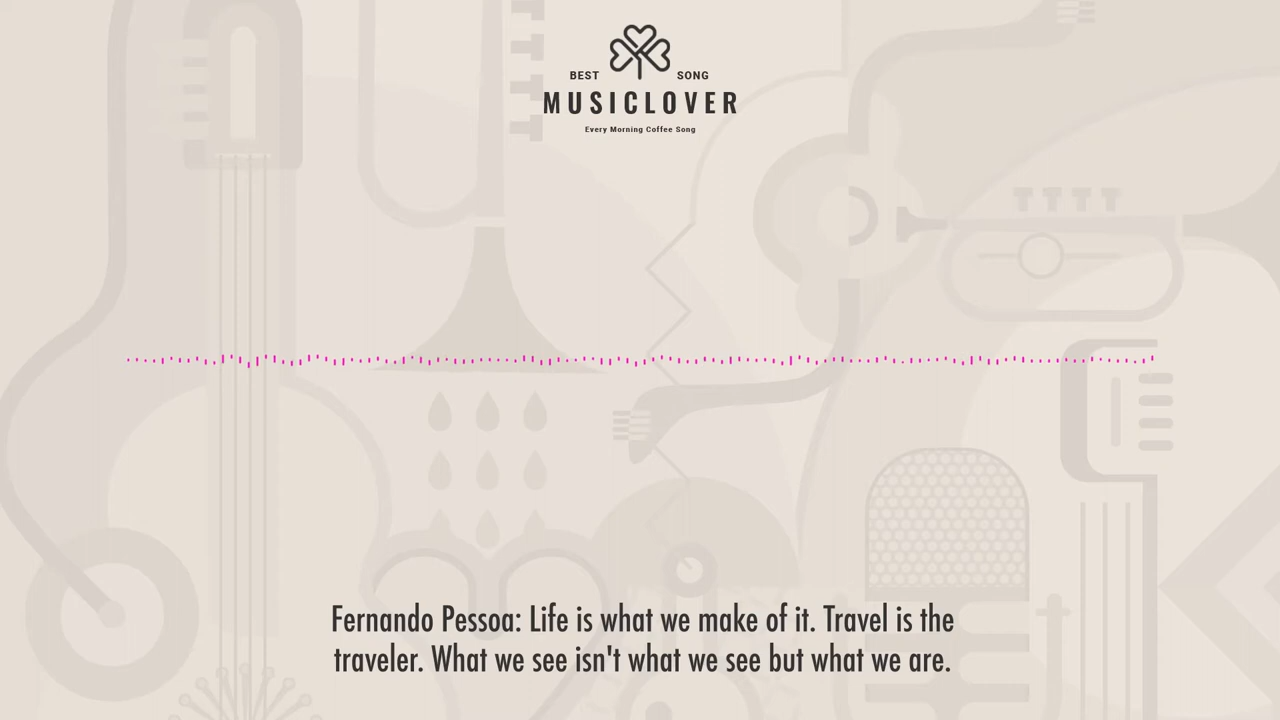 BEST SONG
MUSICLOVER
Every Morning Coffee Song
Fernando Pessoa: Life is what we make of it. Travel is the
traveler. What we see isn't what we see but what we are.